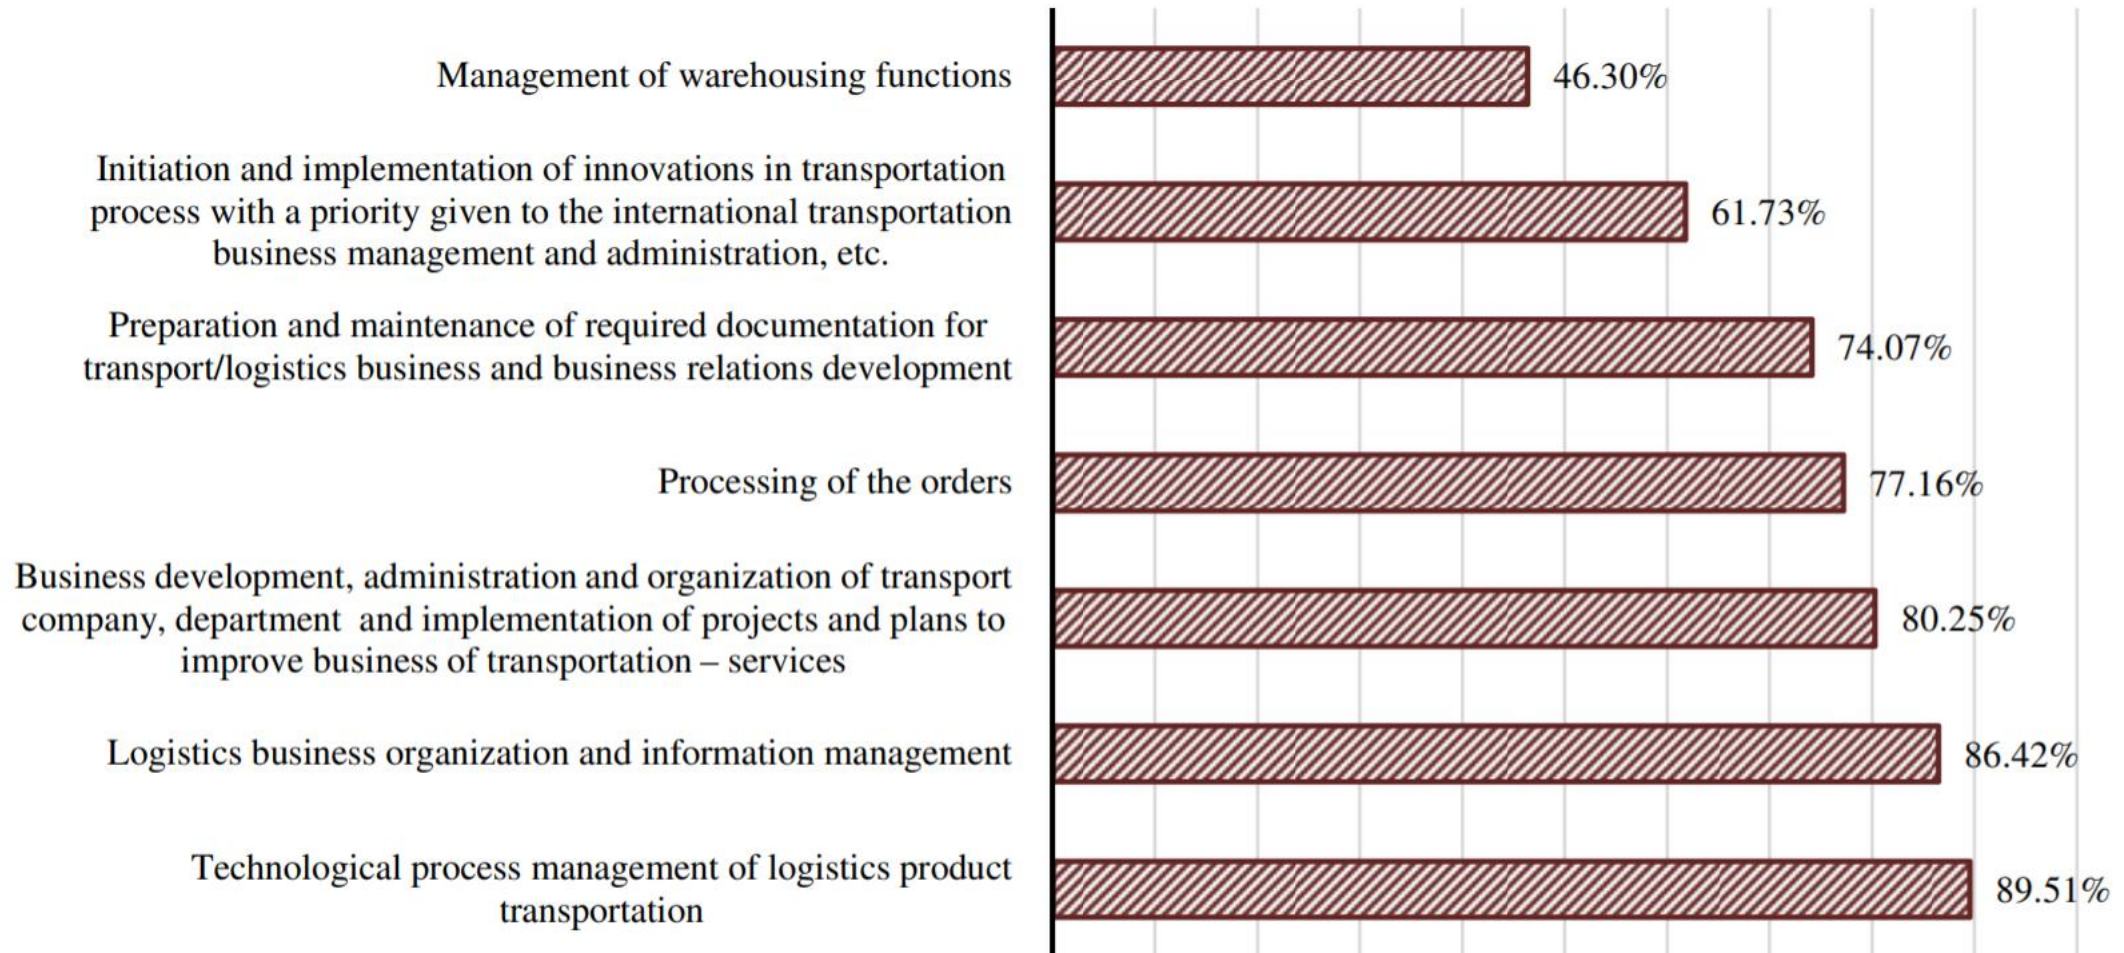 Management of warehousing functions
46.30%
Initiation and implementation of innovations in transportation
process with a priority given to the international transportation
business management and administration, etc.
61.73%
Preparation and maintenance of required documentation for
transport/logistics business and business relations development
74.07%
Processing of the orders
77.16%
Business development, administration and organization of transport
company, department  and implementation of projects and plans to
improve business of transportation – services
80.25%
Logistics business organization and information management
86.42%
Technological process management of logistics product
transportation
89.51%